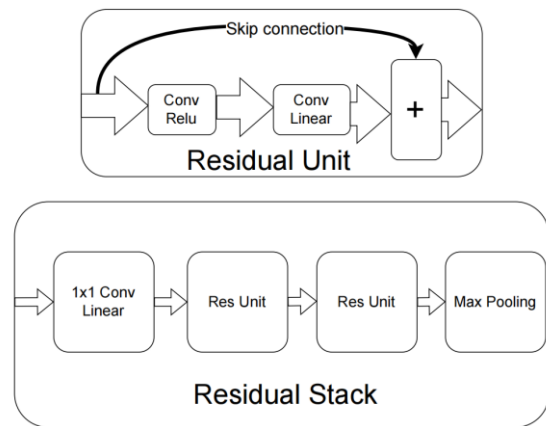 Skip connection
Conv
Relu
Conv
Linear
+
Residual Unit
1x1 Conv
Linear
Res Unit
Res Unit
Max Pooling
Residual Stack